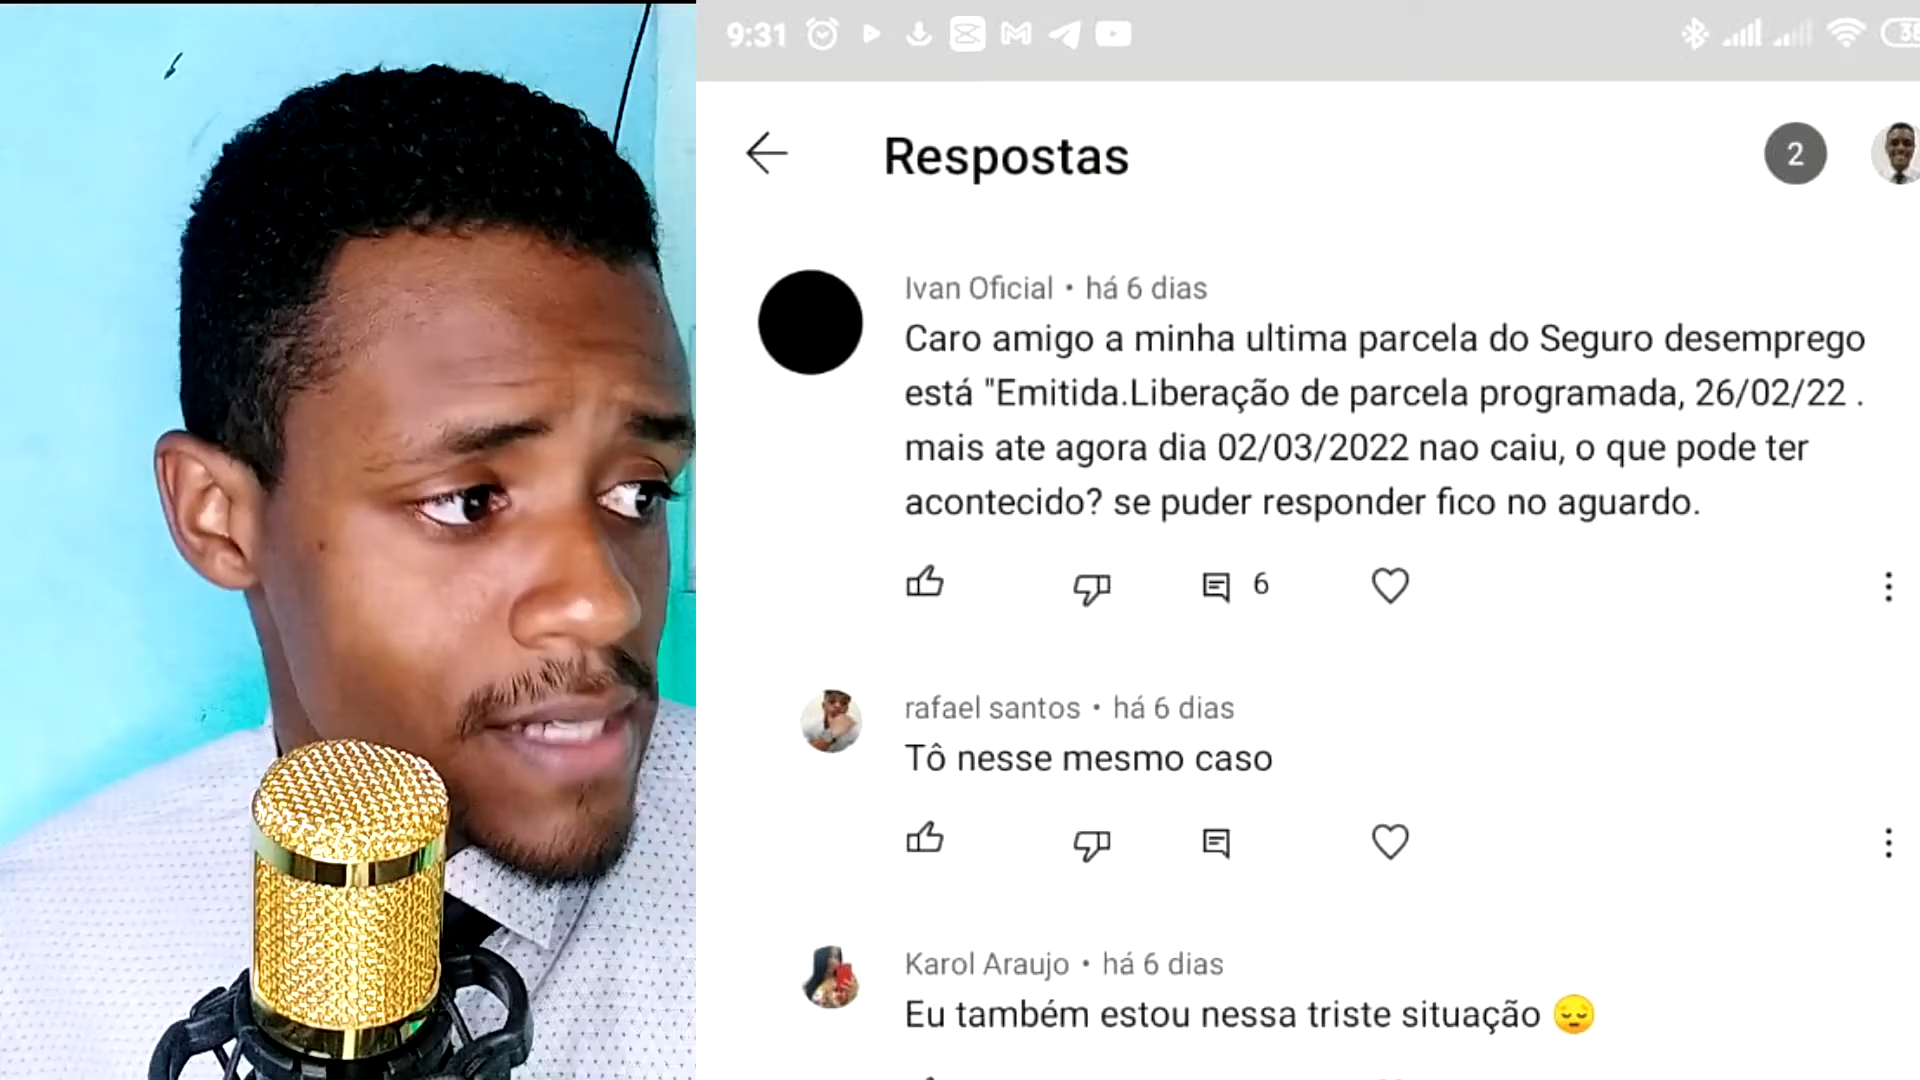 9:31
Respostas
2
Ivan Oficial • há 6 dias
Caro amigo a minha ultima parcela do Seguro desemprego
está "Emitida.Liberação de parcela programada, 26/02/22 .
mais ate agora dia 02/03/2022 nao caiu, o que pode ter
acontecido? se puder responder fico no aguardo.
6
rafael santos • há 6 dias
Tô nesse mesmo caso
Karol Araujo • há 6 dias
Eu também estou nessa triste situação 😔